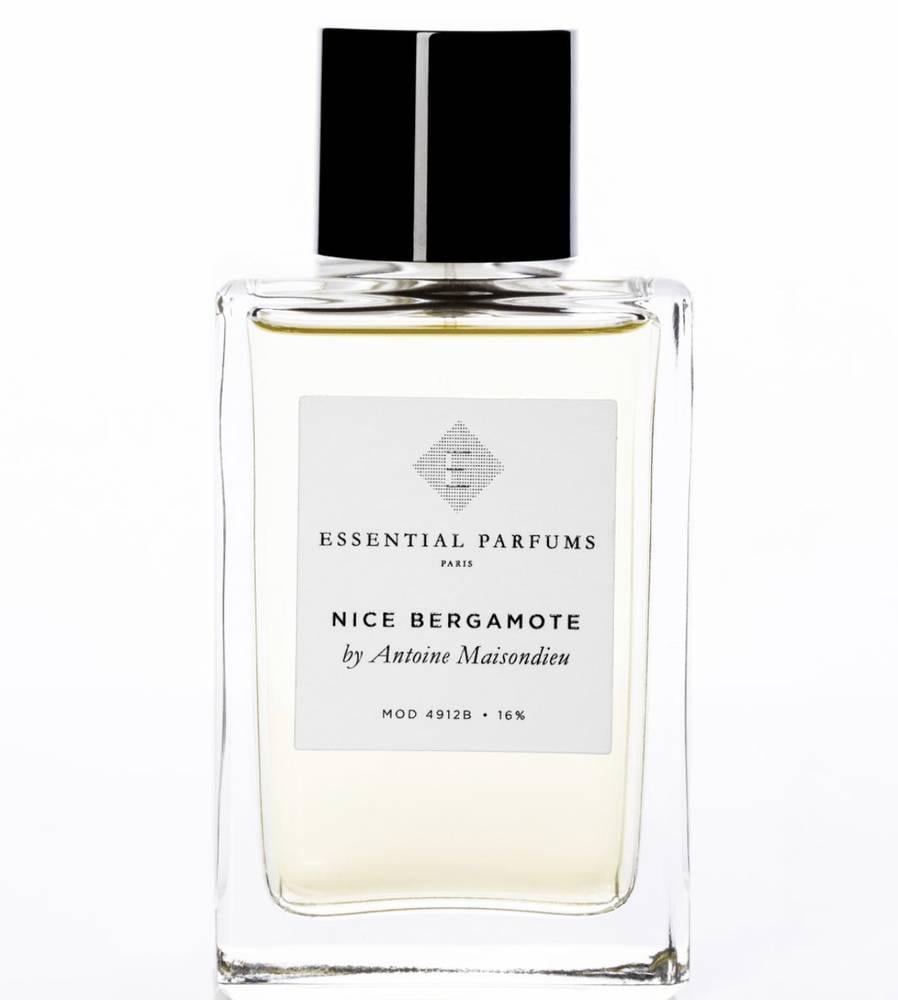 E
ESSENTIAL PARFUMS
PARIS
NICE BERGAMOTE
by Antoine Maisondieu
MOD 4912B • 16%